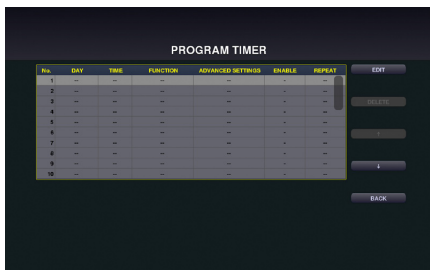 PROGRAM TIMER
No. DAY TIME FUNCTION ADVANCED SETTINGS ENABLE REPEAT EDIT
1 -- -- -- -- - --
2 -- -- -- -- - --
3 -- -- -- -- - -- DELETE
4 -- -- -- -- - --
5 -- -- -- -- - --
6 -- -- -- -- - -- ↑
7 -- -- -- -- - --
8 -- -- -- -- - --
9 -- -- -- -- - -- ↓
10 -- -- -- -- - --
BACK